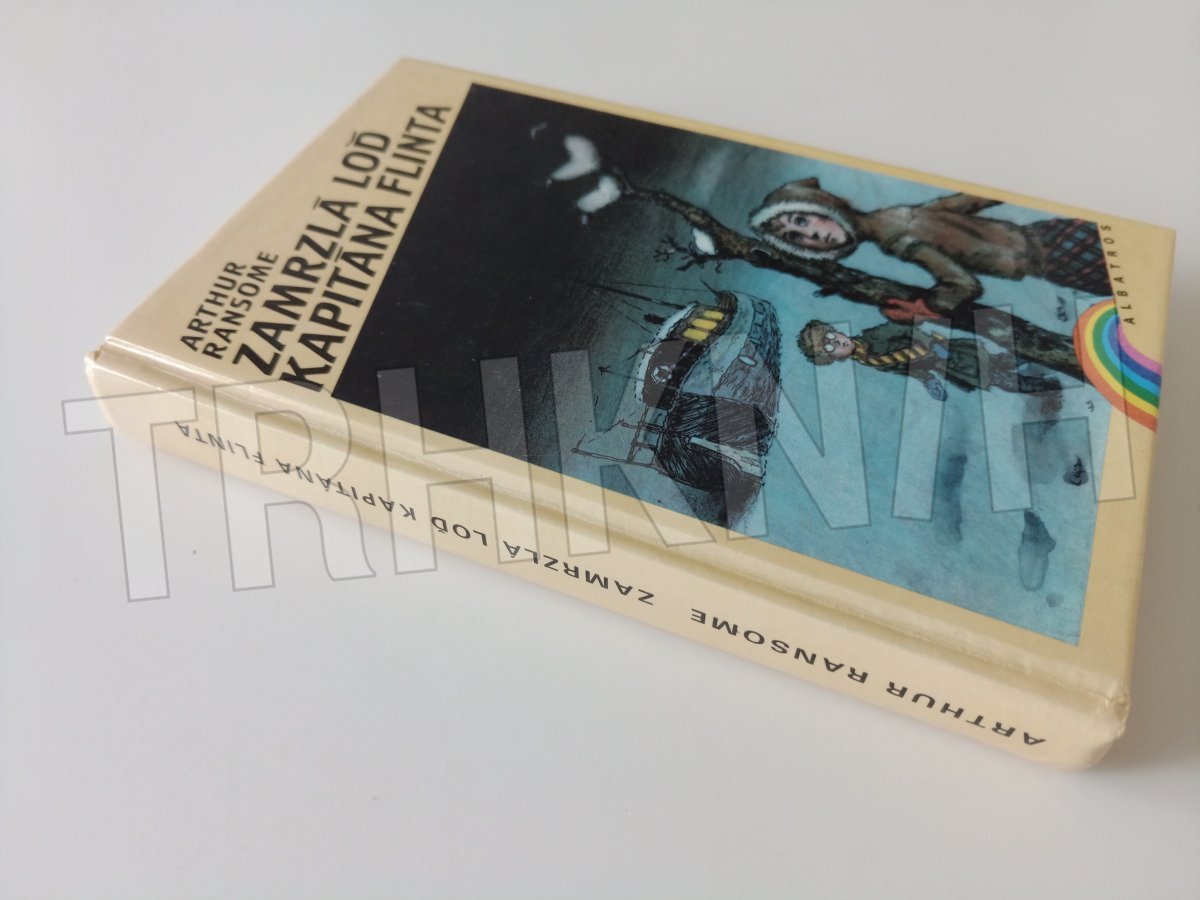 ARTHUR
RANSOME
ZAMRZLÁ LOĎ
KAPITÁNA FLINTA
ALBATROS
ARTHUR RANSOME ZAMRZLÁ LOĎ KAPITÁNA FLINTA
TRHKNIH